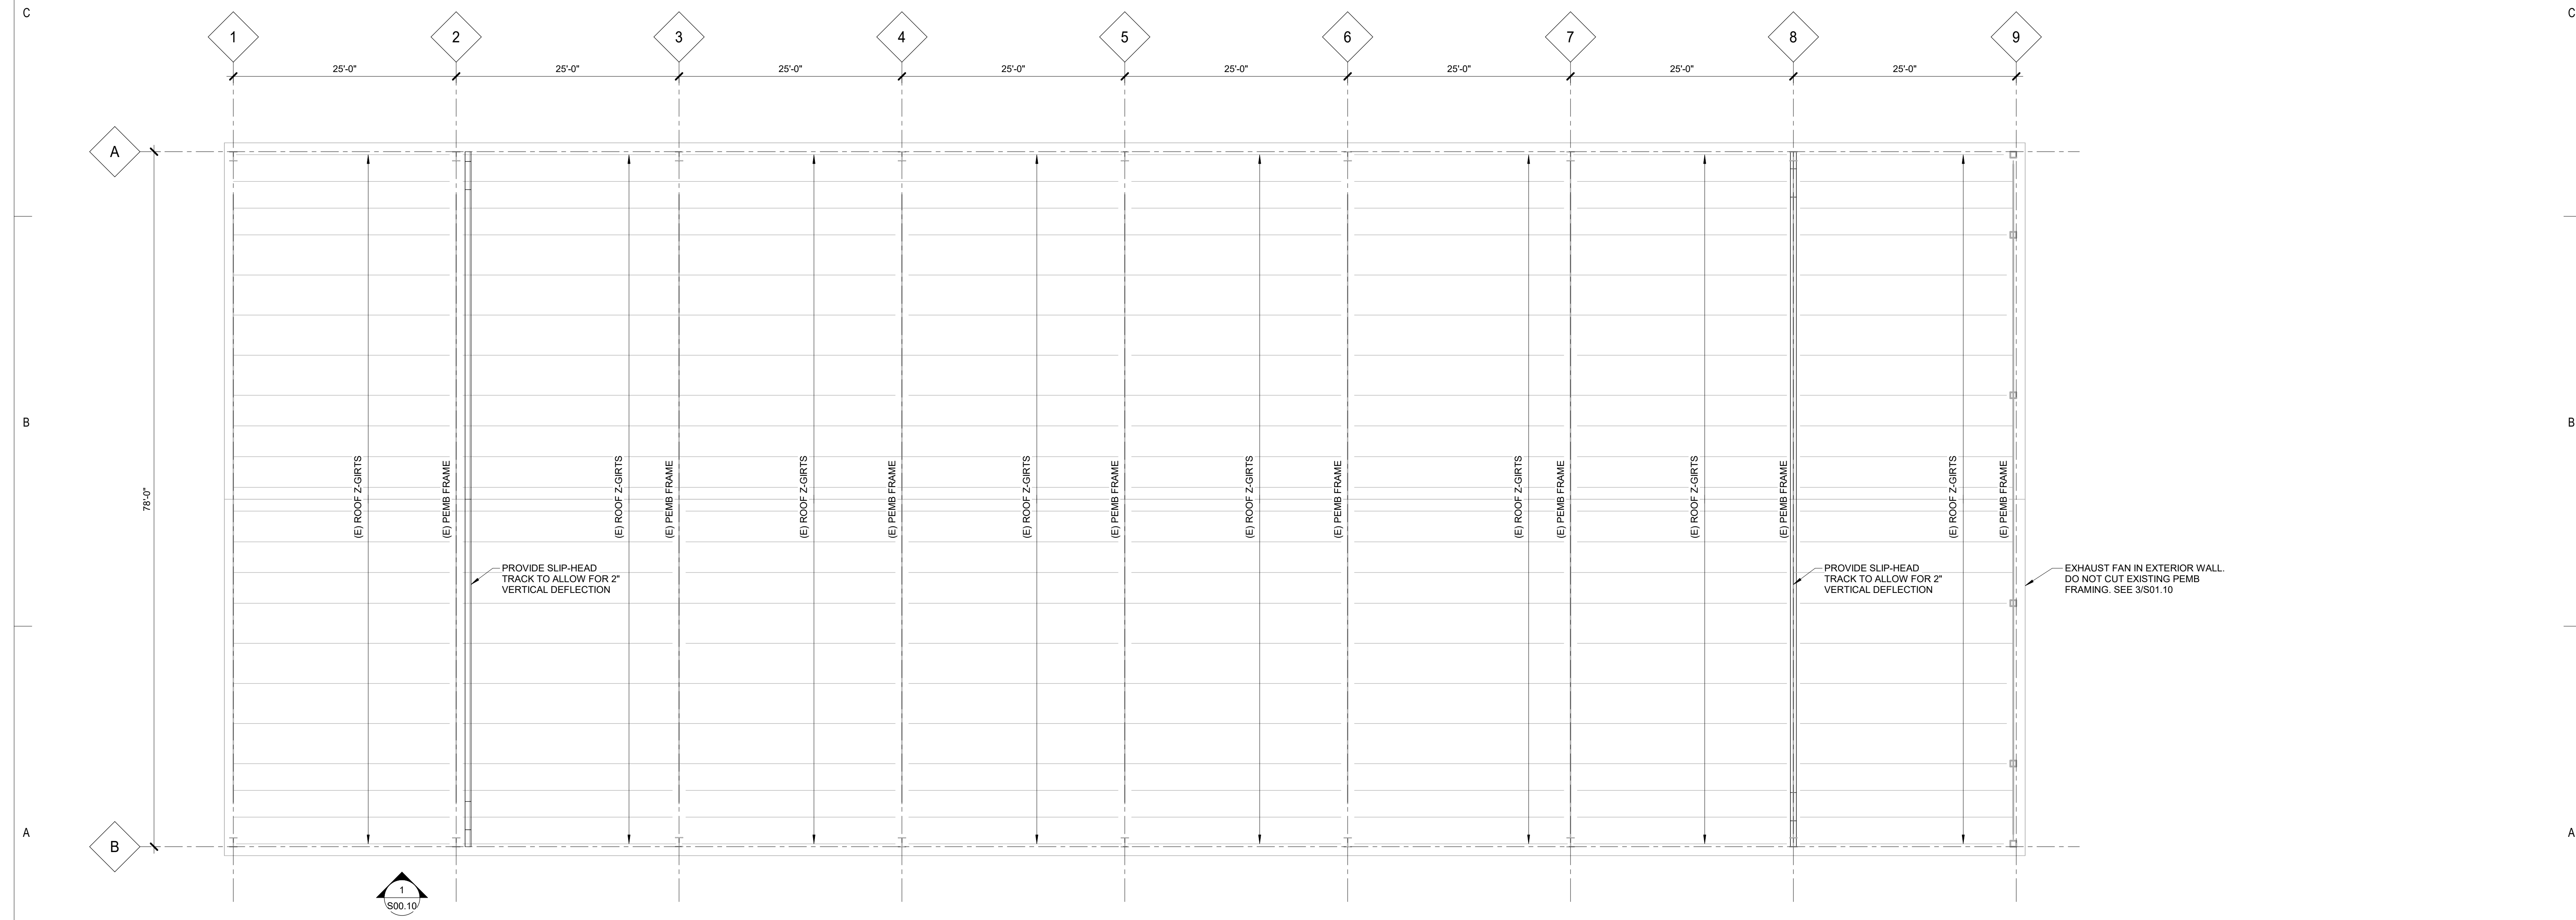 C
C
1
2
3
4
5
6
7
8
9
25'-0"
25'-0"
25'-0"
25'-0"
25'-0"
25'-0"
25'-0"
25'-0"
A
B
B
78'-0"
(E) ROOF Z-GIRTS
(E) PEMB FRAME
(E) ROOF Z-GIRTS
(E) PEMB FRAME
(E) ROOF Z-GIRTS
(E) PEMB FRAME
(E) ROOF Z-GIRTS
(E) PEMB FRAME
(E) ROOF Z-GIRTS
(E) PEMB FRAME
(E) ROOF Z-GIRTS
(E) PEMB FRAME
(E) ROOF Z-GIRTS
(E) PEMB FRAME
(E) ROOF Z-GIRTS
(E) PEMB FRAME
PROVIDE SLIP-HEAD
TRACK TO ALLOW FOR 2"
VERTICAL DEFLECTION
PROVIDE SLIP-HEAD
TRACK TO ALLOW FOR 2"
VERTICAL DEFLECTION
EXHAUST FAN IN EXTERIOR WALL.
DO NOT CUT EXISTING PEMB
FRAMING. SEE 3/S01.10
A
A
B
1
S00.10